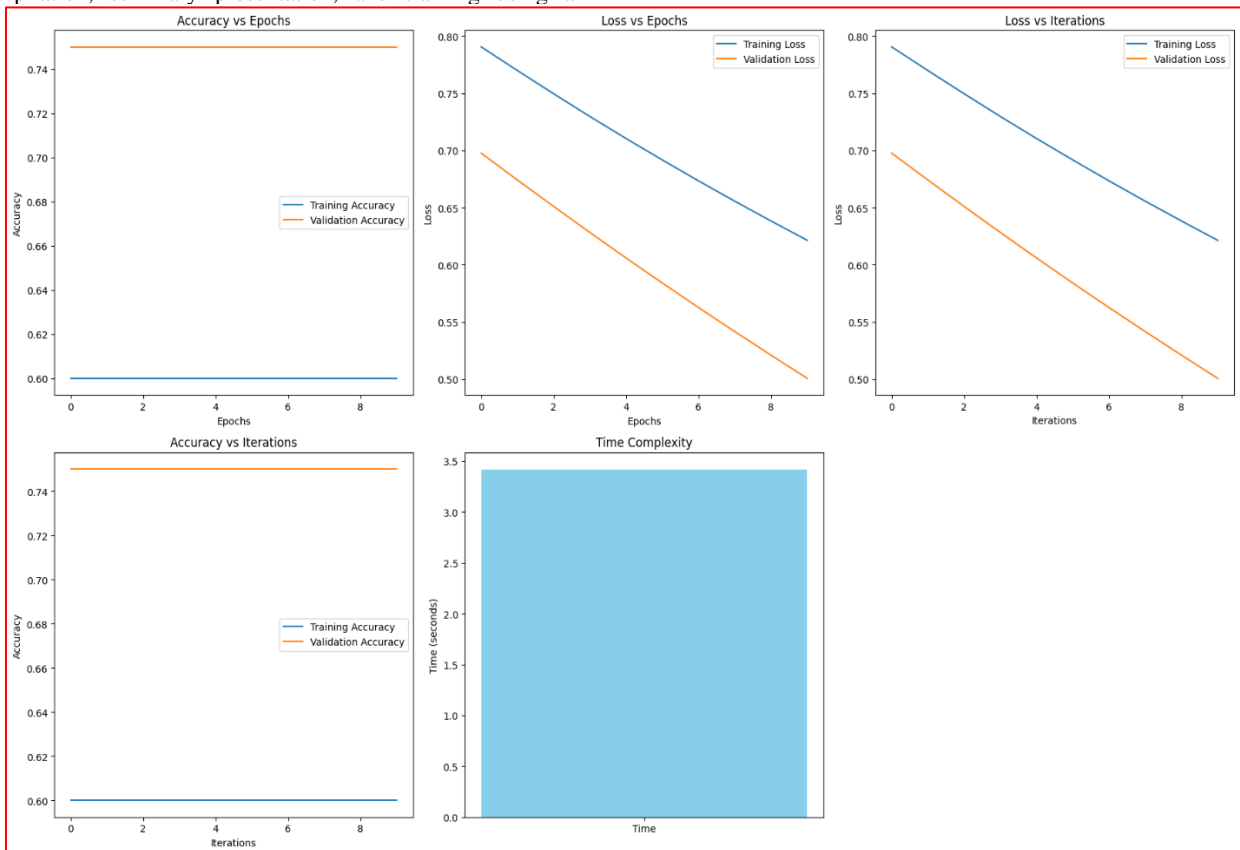 Accuracy vs Epochs
0.74
0.72
0.70
0.68
0.66
0.64
0.62
0.60
Accuracy
Training Accuracy
Validation Accuracy
0 2 4 6 8
Epochs
Loss vs Epochs
0.80
0.75
0.70
0.65
0.60
0.55
0.50
Loss
Training Loss
Validation Loss
0 2 4 6 8
Epochs
Loss vs Iterations
0.80
0.75
0.70
0.65
0.60
0.55
0.50
Loss
Training Loss
Validation Loss
0 2 4 6 8
Iterations
Accuracy vs Iterations
0.74
0.72
0.70
0.68
0.66
0.64
0.62
0.60
Accuracy
Training Accuracy
Validation Accuracy
0 2 4 6 8
Iterations
Time Complexity
3.5
3.0
2.5
2.0
1.5
1.0
0.5
0.0
Time (seconds)
Time